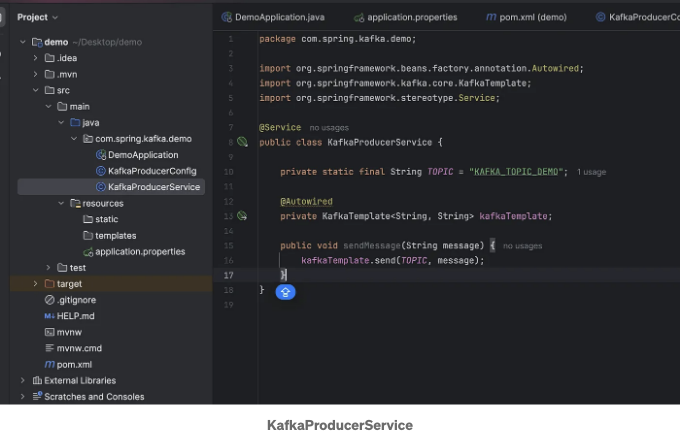 Project
DemoApplication.java
application.properties
pom.xml (demo)
KafkaProducerCo
demo ~/Desktop/demo
.idea
.mvn
src
main
java
com.spring.kafka.demo
DemoApplication
KafkaProducerConfig
KafkaProducerService
resources
static
templates
application.properties
test
target
.gitignore
HELP.md
mvnw
mvnw.cmd
pom.xml
External Libraries
Scratches and Consoles
1 package com.spring.kafka.demo;
2
3 import org.springframework.beans.factory.annotation.Autowired;
4 import org.springframework.kafka.core.KafkaTemplate;
5 import org.springframework.stereotype.Service;
6
7 @Service no usages
8 public class KafkaProducerService {
9
10 private static final String TOPIC = "KAFKA_TOPIC_DEMO"; 1 usage
11
12 @Autowired
13 private KafkaTemplate<String, String> kafkaTemplate;
14
15 public void sendMessage(String message) { no usages
16 kafkaTemplate.send(TOPIC, message);
17 }
18 }
19
KafkaProducerService